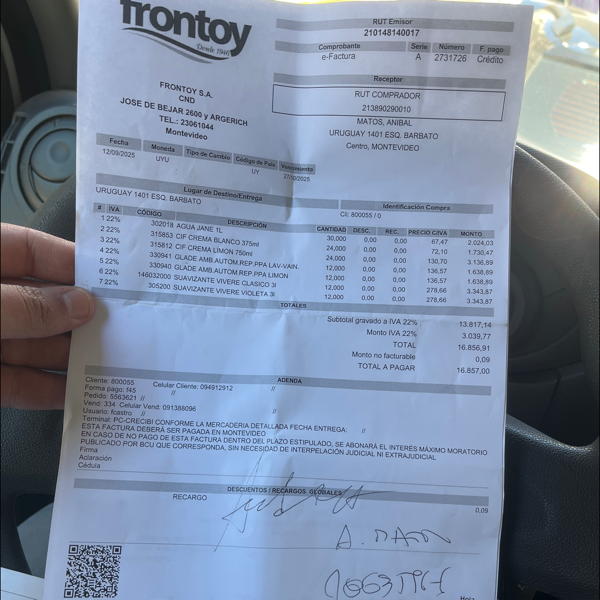 frontoy
Desde 1946
FRONTOY S.A.
CND
JOSE DE BEJAR 2600 y ARGERICH
TEL.: 23061044
Montevideo
RUT Emisor
210148140017
Comprobante Serie Número F. pago
e-Factura A 2731726 Crédito
Receptor
RUT COMPRADOR
213890290010
MATOS, ANIBAL
URUGUAY 1401 ESQ. BARBATO
Centro, MONTEVIDEO
Fecha Moneda Tipo de Cambio Código de País Vencimiento
12/09/2025 UYU UY 27/10/2025
Lugar de Destino/Entrega Identificación Compra
URUGUAY 1401 ESQ. BARBATO Cli: 800055 / 0
# IVA CÓDIGO DESCRIPCIÓN CANTIDAD DESC. REC. PRECIO C/IVA MONTO
1 22% 302018 AGUA JANE 1L 30,000 0,00 0,00 67,47 2.024,03
2 22% 315853 CIF CREMA BLANCO 375ml 24,000 0,00 0,00 72,10 1.730,47
3 22% 315812 CIF CREMA LIMON 750ml 24,000 0,00 0,00 130,70 3.136,89
4 22% 330941 GLADE AMB.AUTOM.REP.PPA LAV-VAIN. 12,000 0,00 0,00 136,57 1.638,89
5 22% 330940 GLADE AMB.AUTOM.REP.PPA LIMON 12,000 0,00 0,00 136,57 1.638,89
6 22% 146032000 SUAVIZANTE VIVERE CLASICO 3l 12,000 0,00 0,00 278,66 3.343,87
7 22% 305200 SUAVIZANTE VIVERE VIOLETA 3l 12,000 0,00 0,00 278,66 3.343,87
TOTALES
Subtotal gravado a IVA 22% 13.817,14
Monto IVA 22% 3.039,77
TOTAL 16.856,91
Monto no facturable 0,09
TOTAL A PAGAR 16.857,00
ADENDA
Cliente: 800055 Celular Cliente: 094912912 //
Forma pago: f45 //
Pedido: 5563621 //
Vend: 334 Celular Vend: 091388096 //
Usuario: fcastro //
Terminal: PC-CRECIBI CONFORME LA MERCADERIA DETALLADA FECHA ENTREGA: //
ESTA FACTURA DEBERÁ SER PAGADA EN MONTEVIDEO
EN CASO DE NO PAGO DE ESTA FACTURA DENTRO DEL PLAZO ESTIPULADO, SE ABONARÁ EL INTERÉS MÁXIMO MORATORIO
PUBLICADO POR BCU QUE CORRESPONDA, SIN NECESIDAD DE INTERPELACIÓN JUDICIAL NI EXTRAJUDICIAL
Firma
Aclaración
Cédula
DESCUENTOS / RECARGOS GLOBALES
RECARGO 0,09